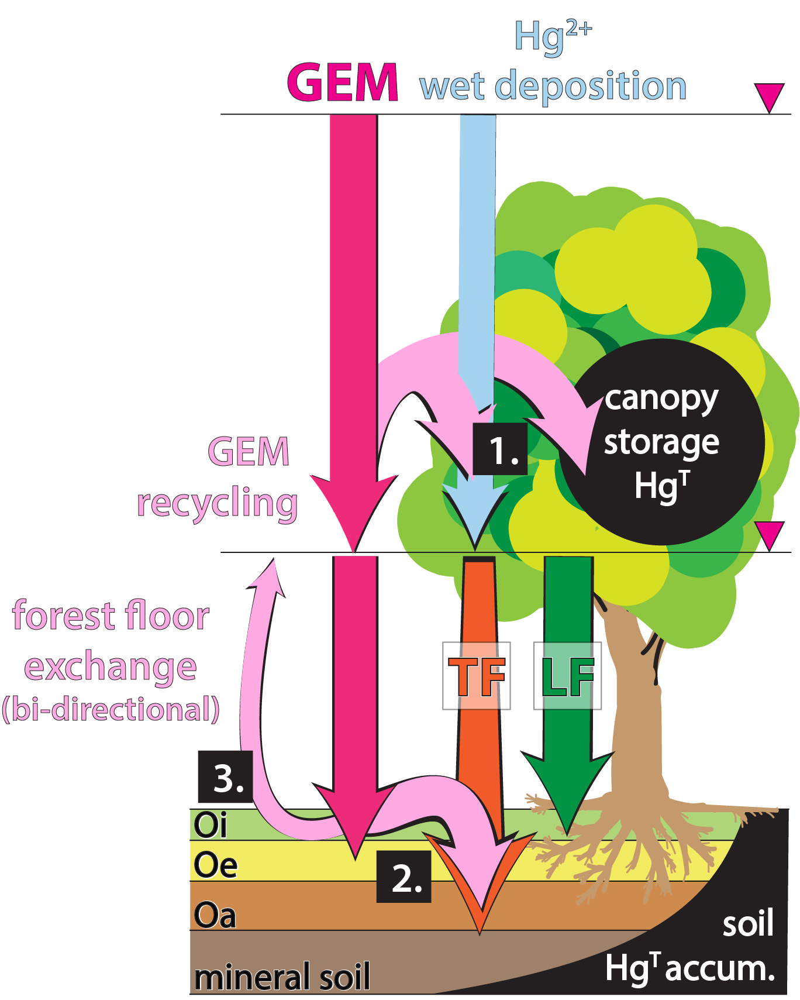 Hg²⁺
GEM wet deposition
canopy
storage
Hgᵀ
1.
GEM
recycling
forest floor
exchange
(bi-directional)
TF
LF
3.
Oi
Oe
2.
Oa
soil
Hgᵀ accum.
mineral soil